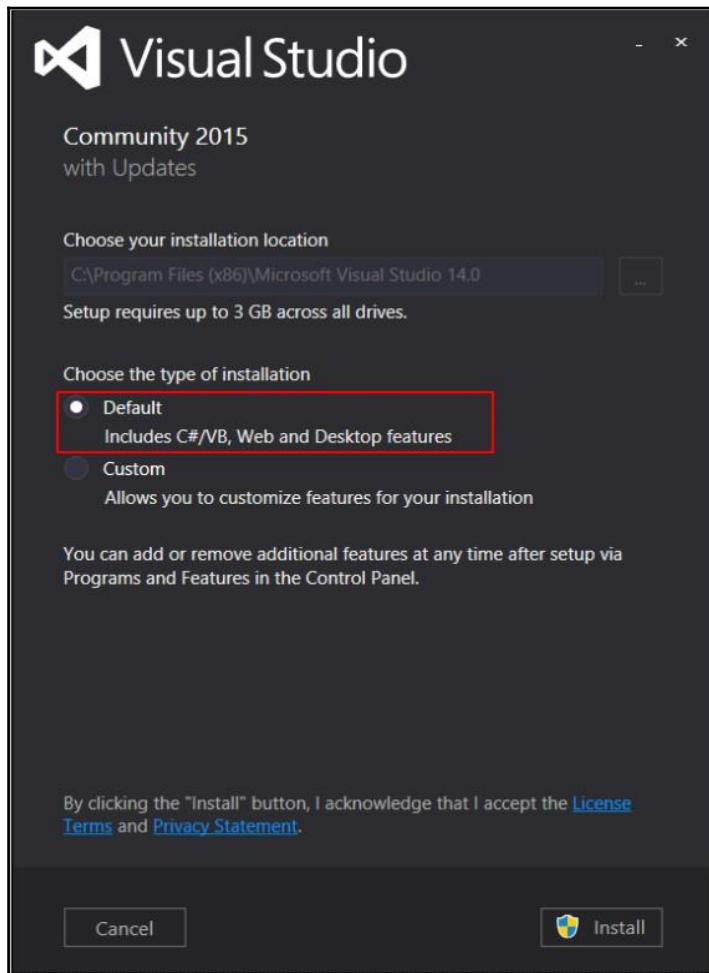 Visual Studio
Community 2015
with Updates
Choose your installation location
C:\Program Files (x86)\Microsoft Visual Studio 14.0
...
Setup requires up to 3 GB across all drives.
Choose the type of installation
Default
Includes C#/VB, Web and Desktop features
Custom
Allows you to customize features for your installation
You can add or remove additional features at any time after setup via
Programs and Features in the Control Panel.
By clicking the "Install" button, I acknowledge that I accept the License
Terms and Privacy Statement.
Cancel
Install